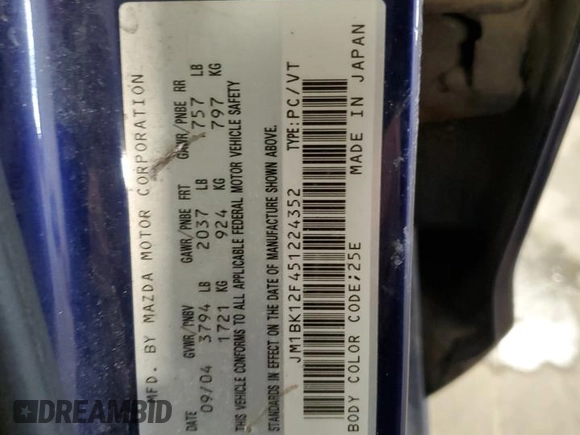 MFD. BY MAZDA MOTOR CORPORATION
GVWR/PNBV GAWR/PNBE FRT GAWR/PNBE RR
DATE 09/04 3794 LB 2037 LB 1757 LB
1721 KG 924 KG 797 KG
THIS VEHICLE CONFORMS TO ALL APPLICABLE FEDERAL MOTOR VEHICLE SAFETY
STANDARDS IN EFFECT ON THE DATE OF MANUFACTURE SHOWN ABOVE.
JM1BK12F451224352 TYPE:PC/VT
BODY COLOR CODE;25E MADE IN JAPAN
DREAMBID